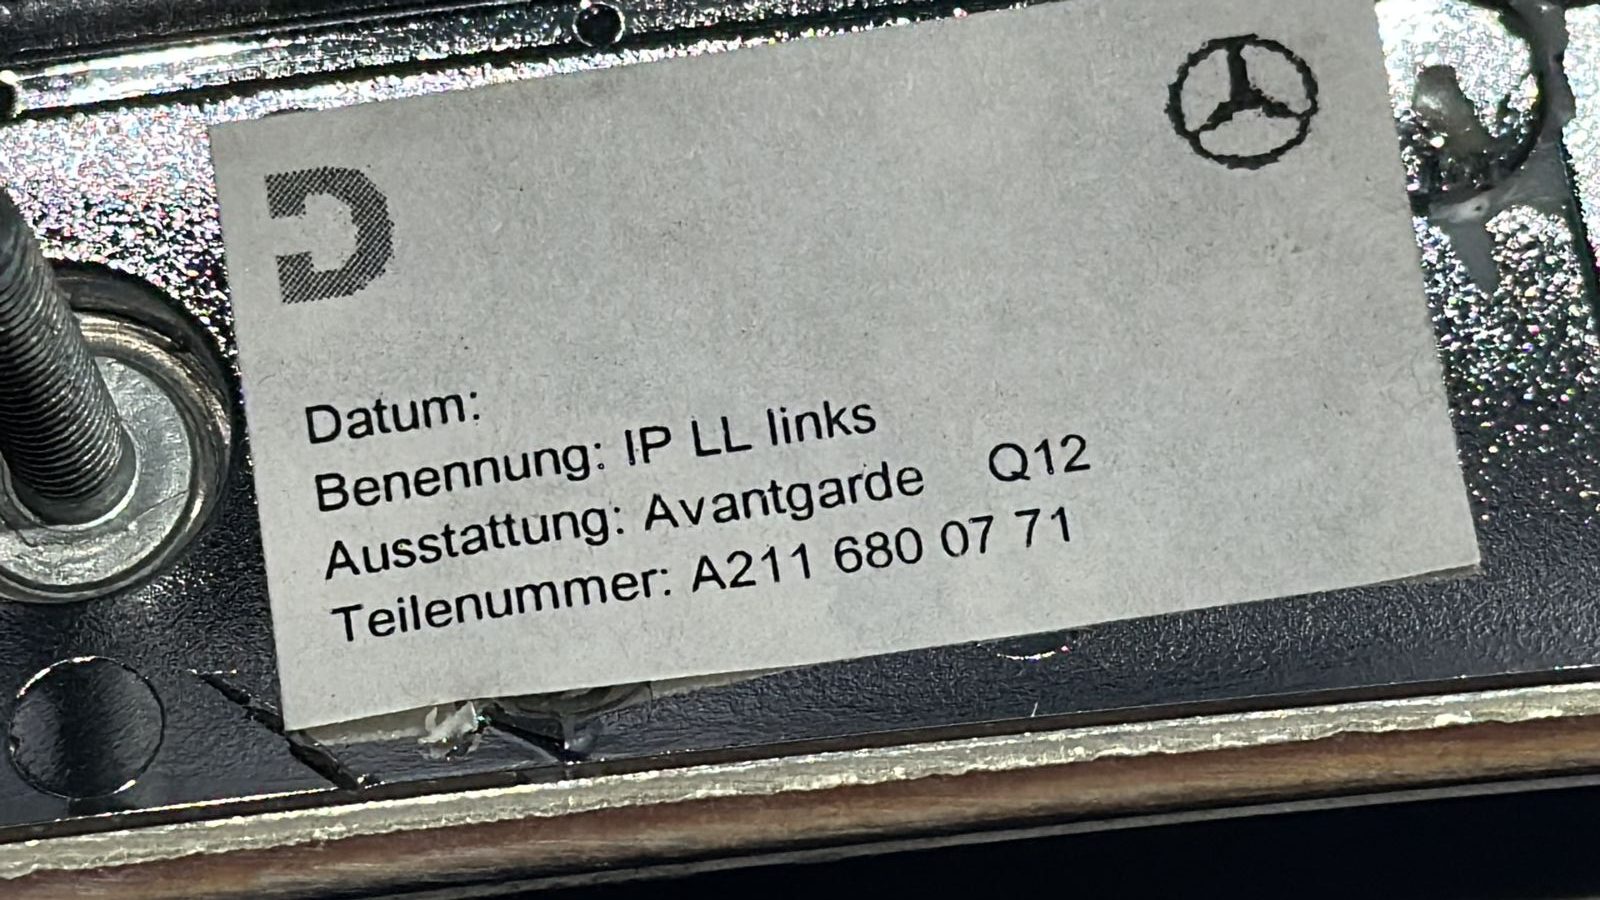 Datum:
Benennung: IP LL links
Ausstattung: Avantgarde Q12
Teilenummer: A211 680 07 71